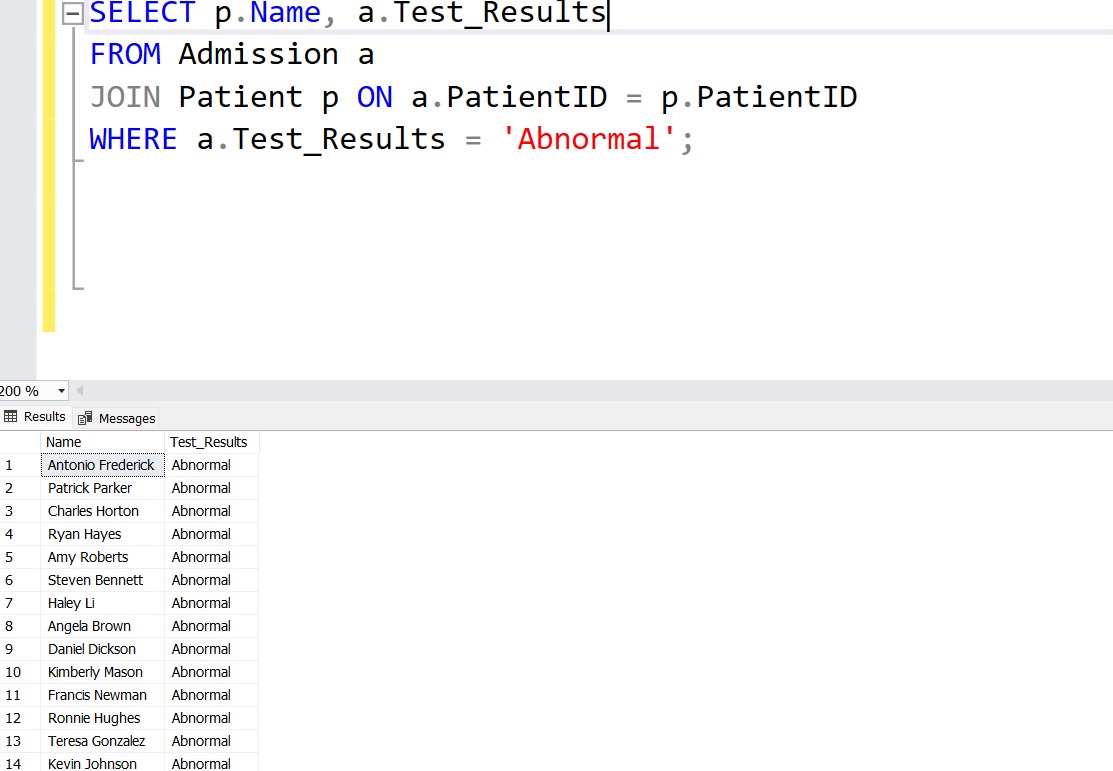 SELECT p.Name, a.Test_Results
FROM Admission a
JOIN Patient p ON a.PatientID = p.PatientID
WHERE a.Test_Results = 'Abnormal';
200 %
Results Messages
Name Test_Results
1 Antonio Frederick Abnormal
2 Patrick Parker Abnormal
3 Charles Horton Abnormal
4 Ryan Hayes Abnormal
5 Amy Roberts Abnormal
6 Steven Bennett Abnormal
7 Haley Li Abnormal
8 Angela Brown Abnormal
9 Daniel Dickson Abnormal
10 Kimberly Mason Abnormal
11 Francis Newman Abnormal
12 Ronnie Hughes Abnormal
13 Teresa Gonzalez Abnormal
14 Kevin Johnson Abnormal